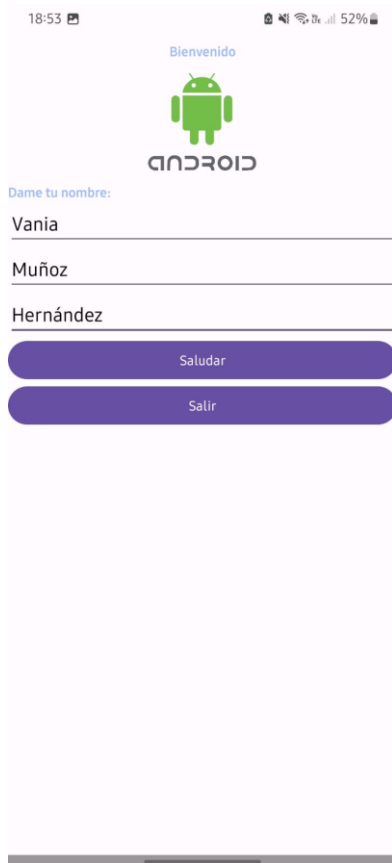 18:53 52%
Bienvenido
android
Dame tu nombre:
Vania
Muñoz
Hernández
Saludar
Salir